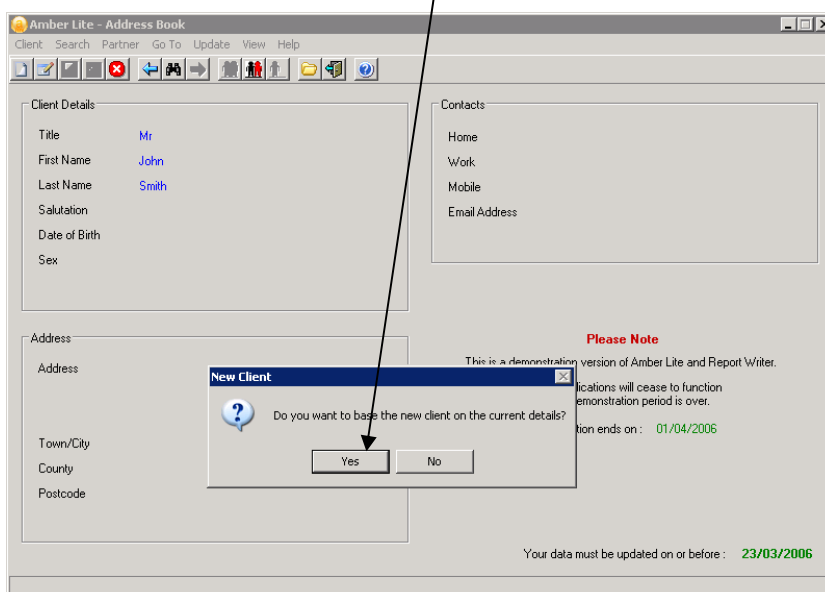 Amber Lite - Address Book
Client Search Partner Go To Update View Help
Client Details
Title Mr
First Name John
Last Name Smith
Salutation
Date of Birth
Sex
Contacts
Home
Work
Mobile
Email Address
Address
Address
Town/City
County
Postcode
Please Note
This is a demonstration version of Amber Lite and Report Writer.
lications will cease to function
emonstration period is over.
tion ends on : 01/04/2006
New Client
Do you want to base the new client on the current details?
Yes No
Your data must be updated on or before : 23/03/2006